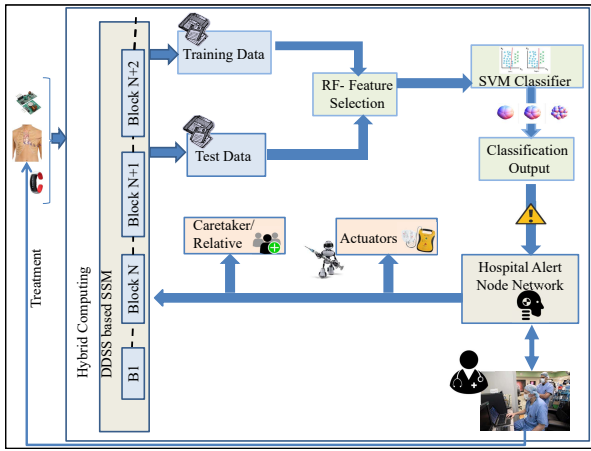 Training Data
Block N+2
RF- Feature
Selection
SVM Classifier
Test Data
Block N+1
Classification
Output
Caretaker/
Relative
Actuators
Block N
Hospital Alert
Node Network
B1
Treatment
Hybrid Computing
DDSS based SSM